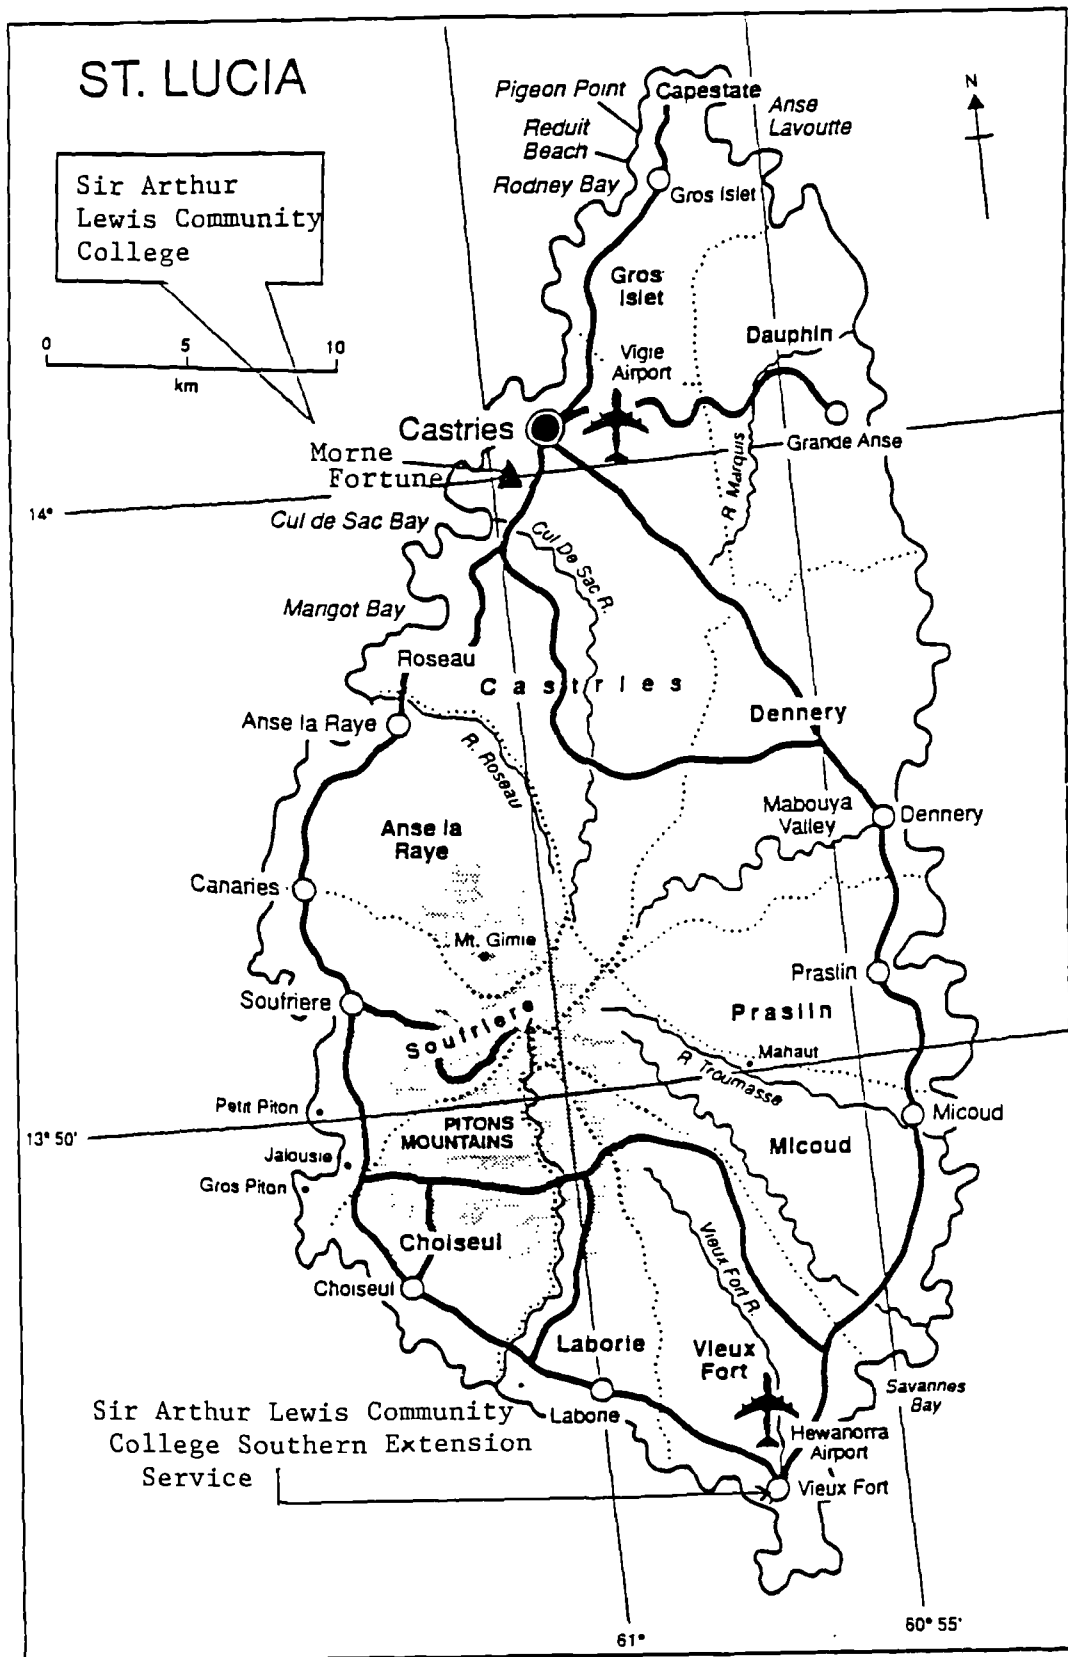 ST. LUCIA
N
Pigeon Point
Capestate
Anse
Lavoutte
Reduit
Beach
Rodney Bay
Gros Islet
Sir Arthur
Lewis Community
College
Gros
Islet
0 5 10
km
Dauphin
Vigie
Airport
Castries
Grande Anse
Morne
Fortune
R. Marquis
14°
Cul de Sac Bay
Cul De Sac R.
Marigot Bay
Roseau
Castries
Dennery
Anse la Raye
R. Roseau
Mabouya
Valley
Dennery
Anse la
Raye
Canaries
Mt. Gimie
Praslin
Soufriere
Soufriere
Praslin
Mahaut
R. Troumasse
Petit Piton
PITONS
MOUNTAINS
Micoud
13° 50'
Jalousie
Micoud
Gros Piton
Choiseul
Vieux Fort R.
Choiseul
Laborie
Vieux
Fort
Savannes
Bay
Sir Arthur Lewis Community
College Southern Extension
Service
Laborie
Hewanorra
Airport
Vieux Fort
61°
60° 55'